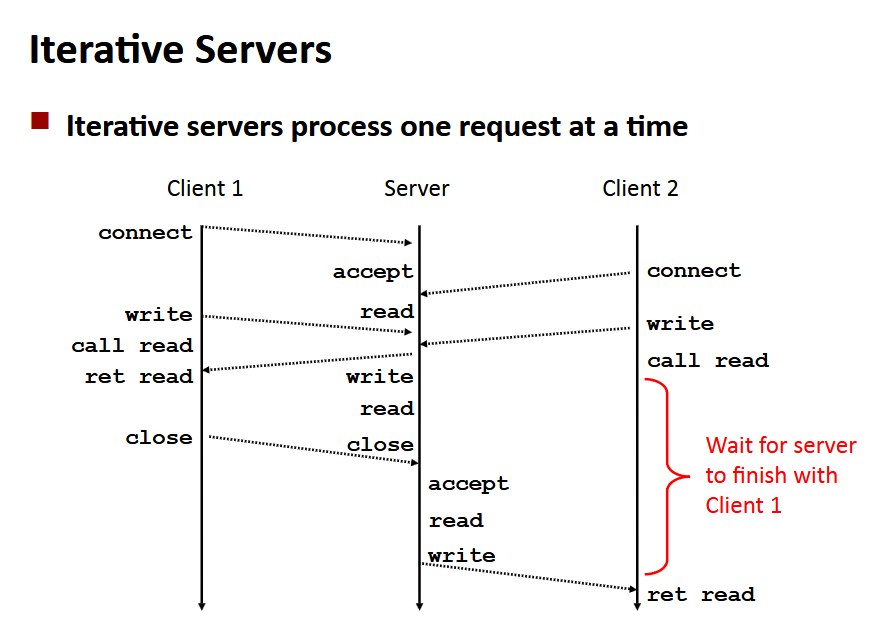 Iterative Servers
Iterative servers process one request at a time
Client 1
Server
Client 2
connect
accept
connect
write
read
write
call read
call read
ret read
write
read
close
close
Wait for server
to finish with
Client 1
accept
read
write
ret read